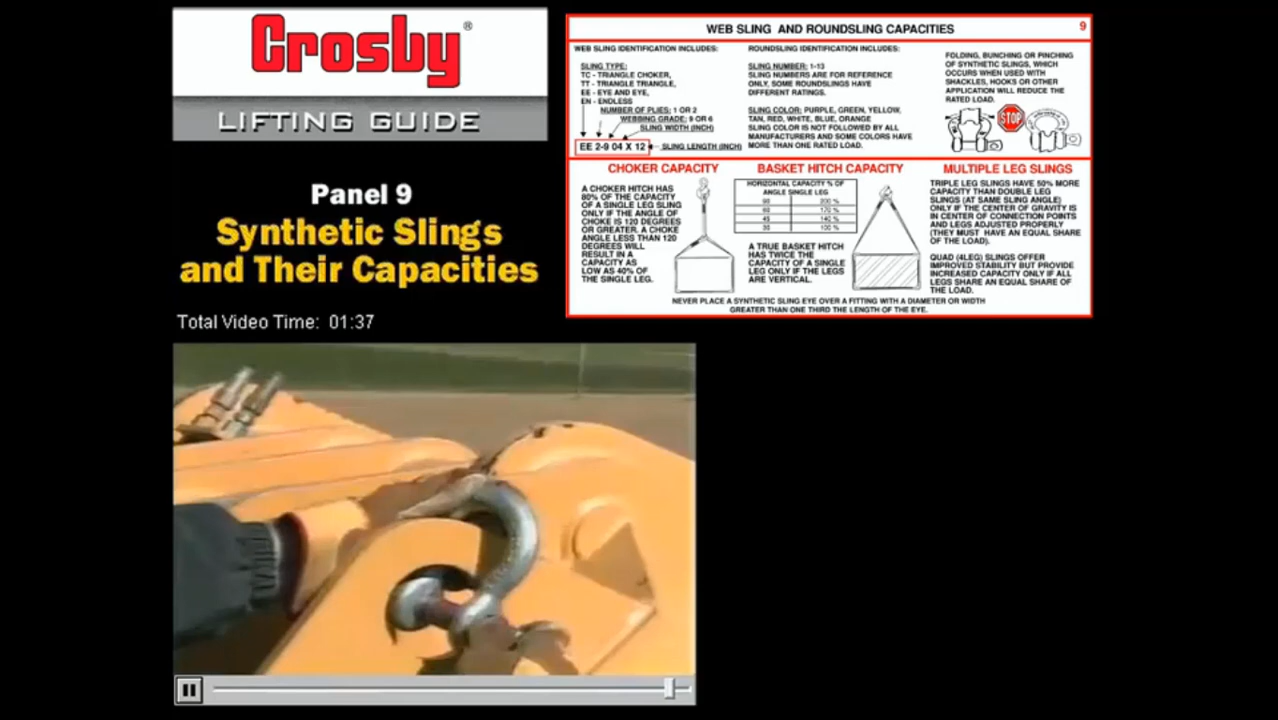 Crosby®
LIFTING GUIDE
Panel 9
Synthetic Slings
and Their Capacities
Total Video Time: 01:37
WEB SLING AND ROUNDSLING CAPACITIES
9
WEB SLING IDENTIFICATION INCLUDES:
SLING TYPE:
TC - TRIANGLE CHOKER,
TT - TRIANGLE TRIANGLE,
EE - EYE AND EYE,
EN - ENDLESS
NUMBER OF PLIES: 1 OR 2
WEBBING GRADE: 9 OR 6
SLING WIDTH (INCH)
EE 2-9 04 X 12
SLING LENGTH (INCH)
ROUNDSLING IDENTIFICATION INCLUDES:
SLING NUMBER: 1-13
SLING NUMBERS ARE FOR REFERENCE
ONLY, SOME ROUNDSLINGS HAVE
DIFFERENT RATINGS.
SLING COLOR: PURPLE, GREEN, YELLOW,
TAN, RED, WHITE, BLUE, ORANGE
SLING COLOR IS NOT FOLLOWED BY ALL
MANUFACTURERS AND SOME COLORS HAVE
MORE THAN ONE RATED LOAD.
FOLDING, BUNCHING OR PINCHING
OF SYNTHETIC SLINGS, WHICH
OCCURS WHEN USED WITH
SHACKLES, HOOKS OR OTHER
APPLICATION WILL REDUCE THE
RATED LOAD.
STOP
CHOKER CAPACITY
A CHOKER HITCH HAS
80% OF THE CAPACITY
OF A SINGLE LEG SLING
ONLY IF THE ANGLE OF
CHOKE IS 120 DEGREES
OR GREATER. A CHOKE
ANGLE LESS THAN 120
DEGREES WILL
RESULT IN A
CAPACITY AS
LOW AS 40% OF
THE SINGLE LEG.
BASKET HITCH CAPACITY
HORIZONTAL CAPACITY % OF
ANGLE SINGLE LEG
90 200 %
60 170 %
45 140 %
30 100 %
A TRUE BASKET HITCH
HAS TWICE THE
CAPACITY OF A SINGLE
LEG ONLY IF THE LEGS
ARE VERTICAL.
MULTIPLE LEG SLINGS
TRIPLE LEG SLINGS HAVE 50% MORE
CAPACITY THAN DOUBLE LEG
SLINGS (AT SAME SLING ANGLE)
ONLY IF THE CENTER OF GRAVITY IS
IN CENTER OF CONNECTION POINTS
AND LEGS ADJUSTED PROPERLY
(THEY MUST HAVE AN EQUAL SHARE
OF THE LOAD).
QUAD (4LEG) SLINGS OFFER
IMPROVED STABILITY BUT PROVIDE
INCREASED CAPACITY ONLY IF ALL
LEGS SHARE AN EQUAL SHARE OF
THE LOAD.
NEVER PLACE A SYNTHETIC SLING EYE OVER A FITTING WITH A DIAMETER OR WIDTH
GREATER THAN ONE THIRD THE LENGTH OF THE EYE.